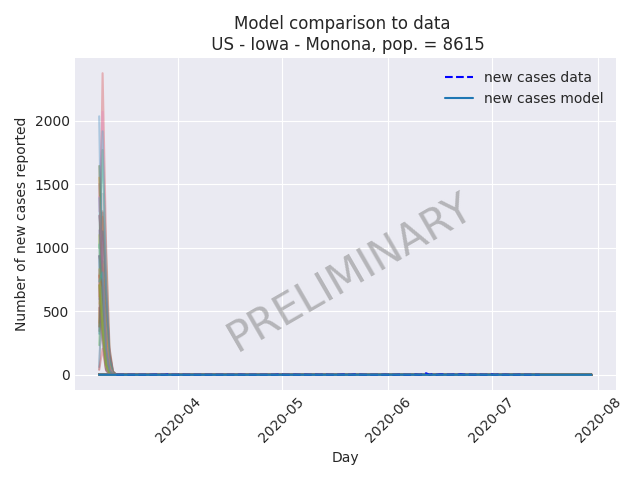 Model comparison to data
US - Iowa - Monona, pop. = 8615
new cases data
new cases model
Number of new cases reported
2000
1500
1000
500
0
PRELIMINARY
2020-04
2020-05
2020-06
2020-07
2020-08
Day